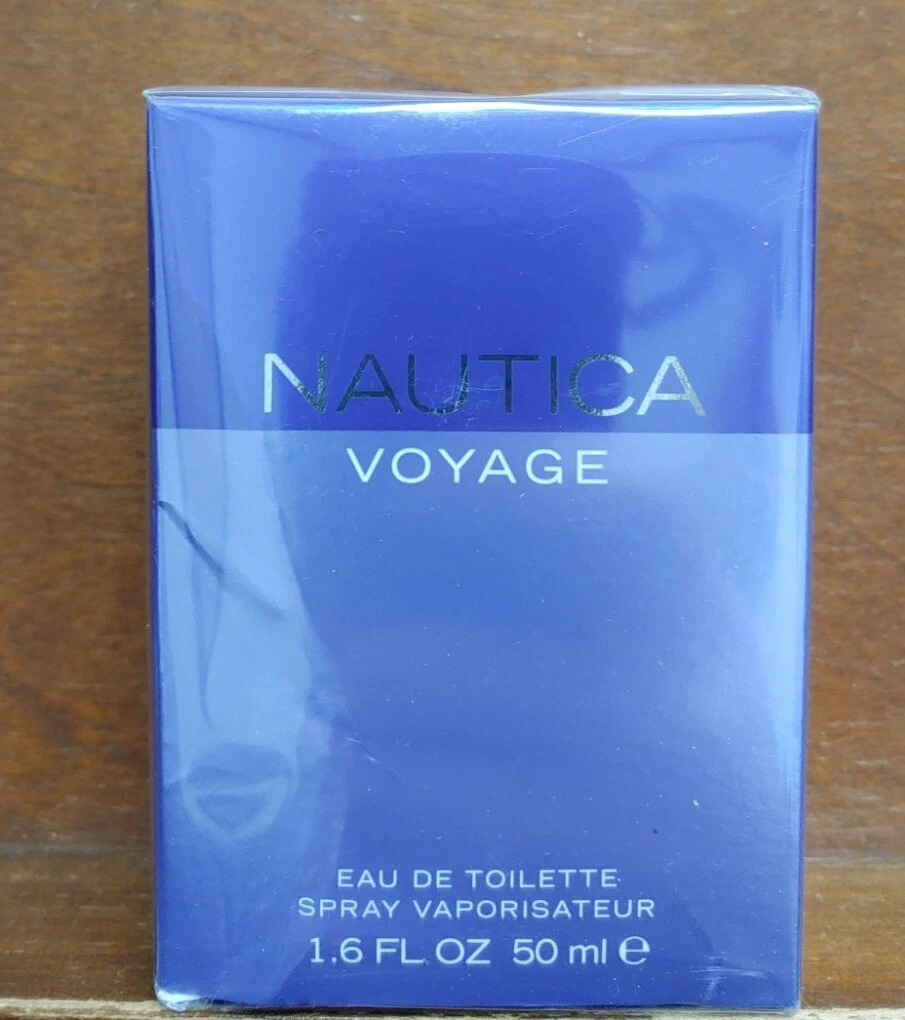 NAUTICA
VOYAGE
EAU DE TOILETTE
SPRAY VAPORISATEUR
1.6 FL.OZ 50 ml ℮